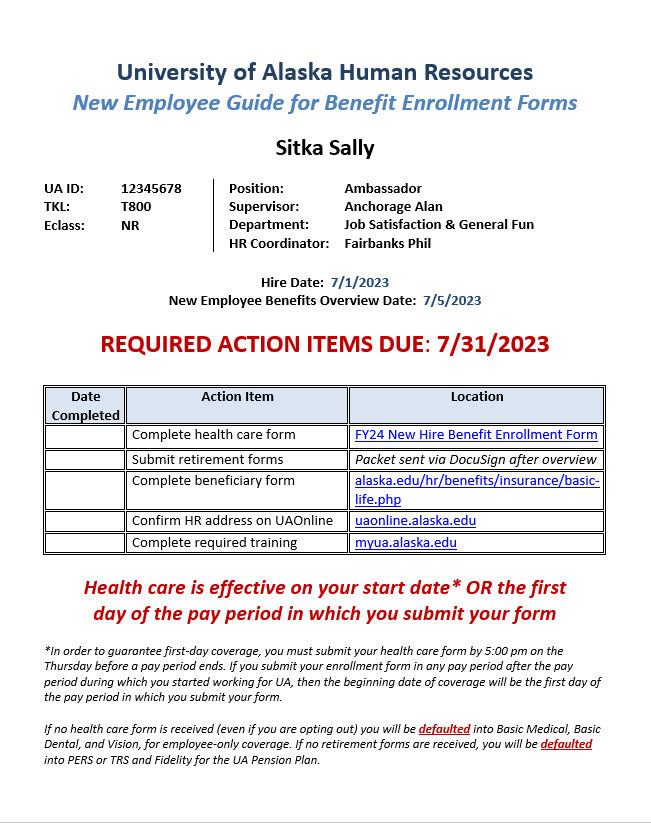 University of Alaska Human Resources
New Employee Guide for Benefit Enrollment Forms
Sitka Sally
UA ID: 12345678
TKL: T800
Eclass: NR
Position: Ambassador
Supervisor: Anchorage Alan
Department: Job Satisfaction & General Fun
HR Coordinator: Fairbanks Phil
Hire Date: 7/1/2023
New Employee Benefits Overview Date: 7/5/2023
REQUIRED ACTION ITEMS DUE: 7/31/2023
Date Completed Action Item Location
Complete health care form FY24 New Hire Benefit Enrollment Form
Submit retirement forms Packet sent via DocuSign after overview
Complete beneficiary form alaska.edu/hr/benefits/insurance/basic-
life.php
Confirm HR address on UAOnline uaonline.alaska.edu
Complete required training myua.alaska.edu
Health care is effective on your start date* OR the first
day of the pay period in which you submit your form
*In order to guarantee first-day coverage, you must submit your health care form by 5:00 pm on the
Thursday before a pay period ends. If you submit your enrollment form in any pay period after the pay
period during which you started working for UA, then the beginning date of coverage will be the first day of
the pay period in which you submit your form.
If no health care form is received (even if you are opting out) you will be defaulted into Basic Medical, Basic
Dental, and Vision, for employee-only coverage. If no retirement forms are received, you will be defaulted
into PERS or TRS and Fidelity for the UA Pension Plan.